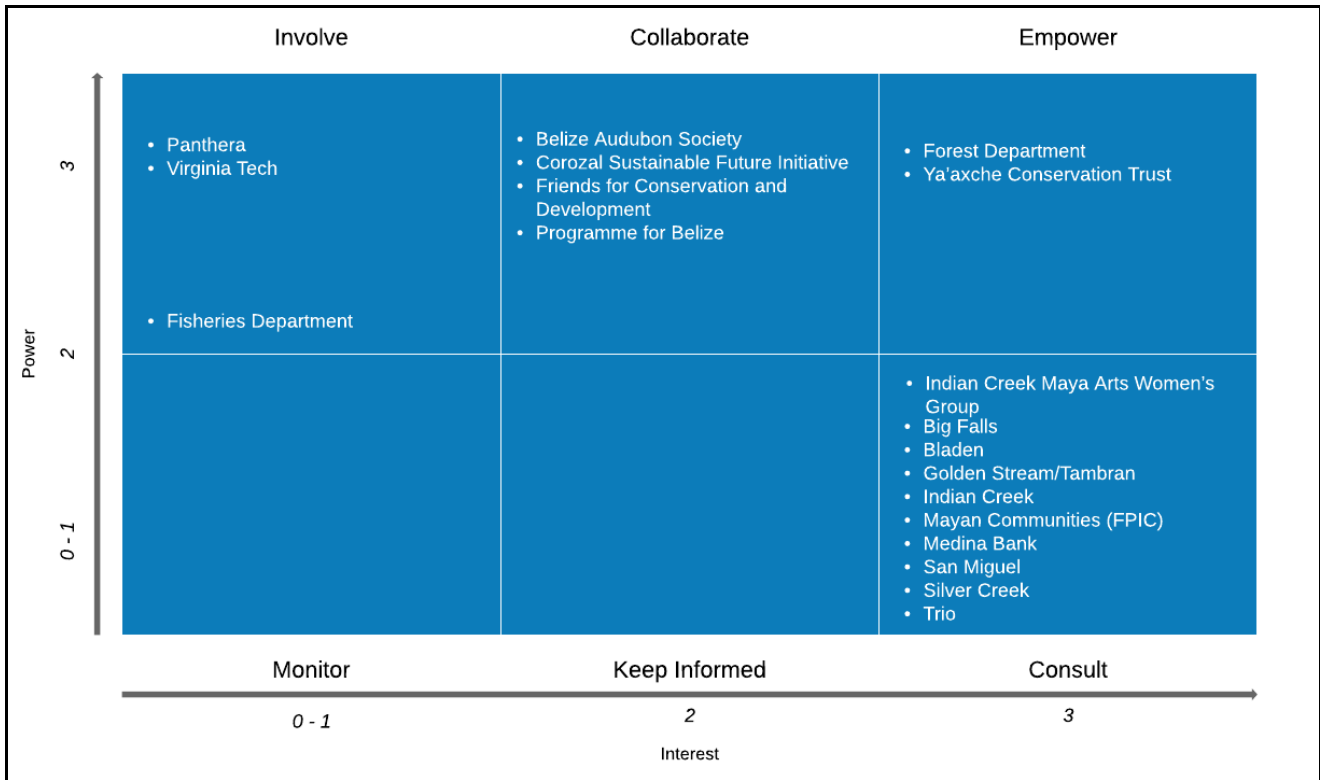 Involve
Collaborate
Empower
3
• Panthera
• Virginia Tech
• Belize Audubon Society
• Corozal Sustainable Future Initiative
• Friends for Conservation and
Development
• Programme for Belize
• Forest Department
• Ya'axche Conservation Trust
• Fisheries Department
Power
2
0 - 1
• Indian Creek Maya Arts Women's
Group
• Big Falls
• Bladen
• Golden Stream/Tambran
• Indian Creek
• Mayan Communities (FPIC)
• Medina Bank
• San Miguel
• Silver Creek
• Trio
Monitor
Keep Informed
Consult
0 - 1
2
3
Interest